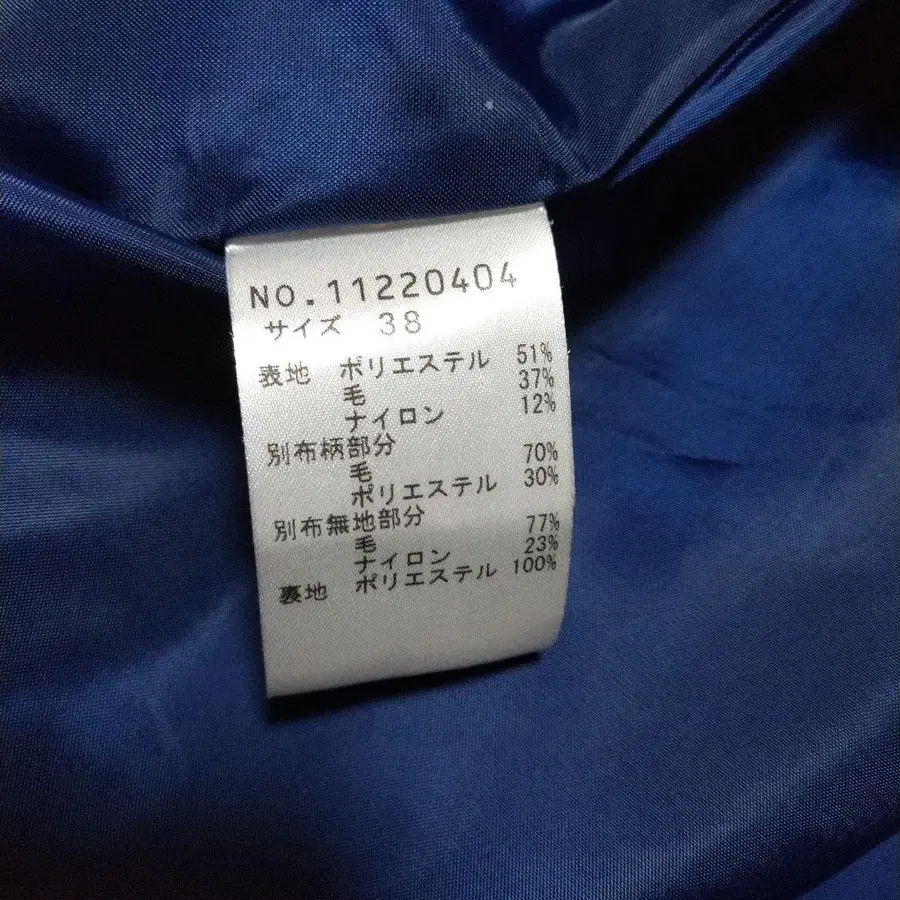 NO.11220404
サイズ 38
表地 ポリエステル 51%
毛 37%
ナイロン 12%
別布柄部分
毛 70%
ポリエステル 30%
別布無地部分
毛 77%
ナイロン 23%
裏地 ポリエステル 100%